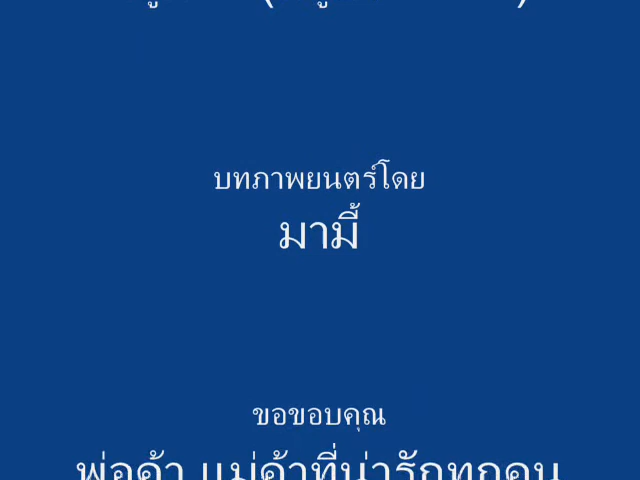 บทภาพยนตร์โดย
มามี้
ขอขอบคุณ
พ่อค้า แม่ค้าที่น่ารักทุกคน